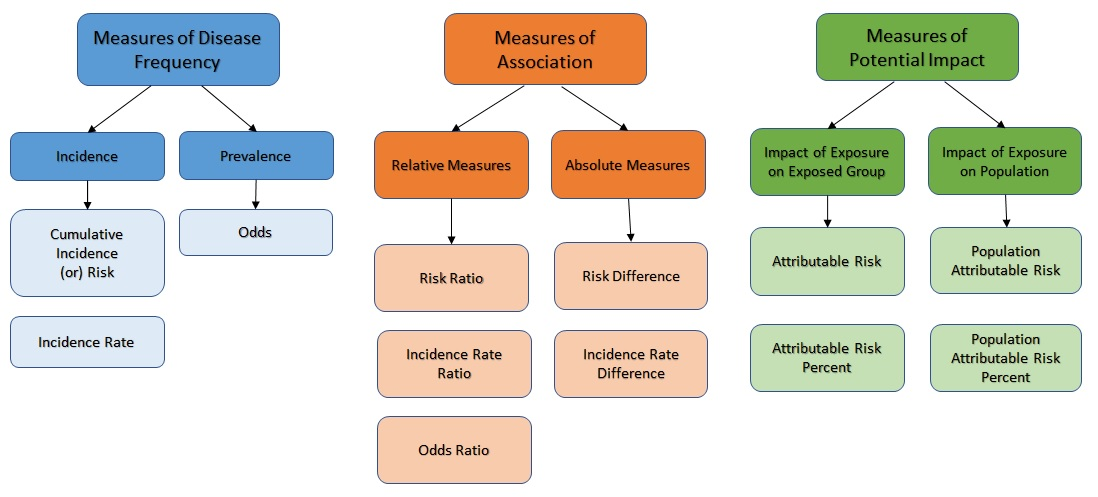 Measures of Disease
Frequency
Incidence
Prevalence
Cumulative
Incidence
(or) Risk
Odds
Incidence Rate
Measures of
Association
Relative Measures
Absolute Measures
Risk Ratio
Risk Difference
Incidence Rate
Ratio
Incidence Rate
Difference
Odds Ratio
Measures of
Potential Impact
Impact of Exposure
on Exposed Group
Impact of Exposure
on Population
Attributable Risk
Population
Attributable Risk
Attributable Risk
Percent
Population
Attributable Risk
Percent